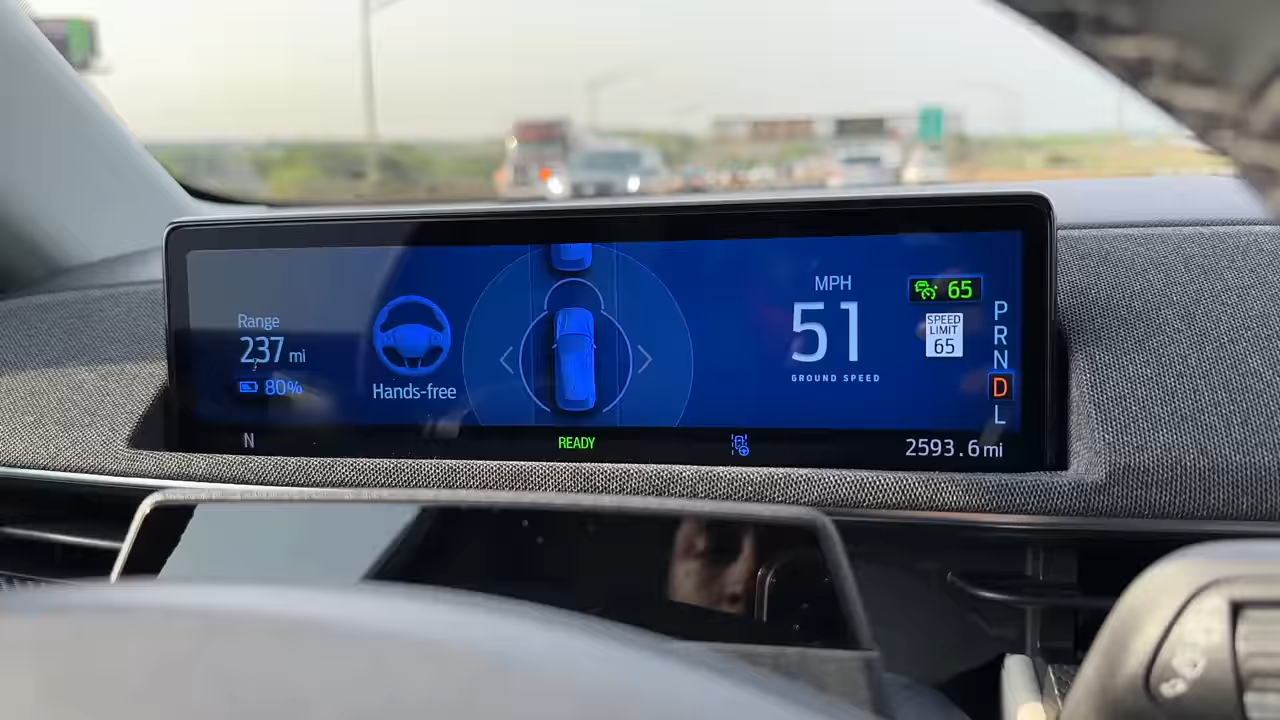 Range
237 mi
80%
Hands-free
MPH
51
GROUND SPEED
65
SPEED
LIMIT
65
P
R
N
D
L
N
READY
2593.6 mi